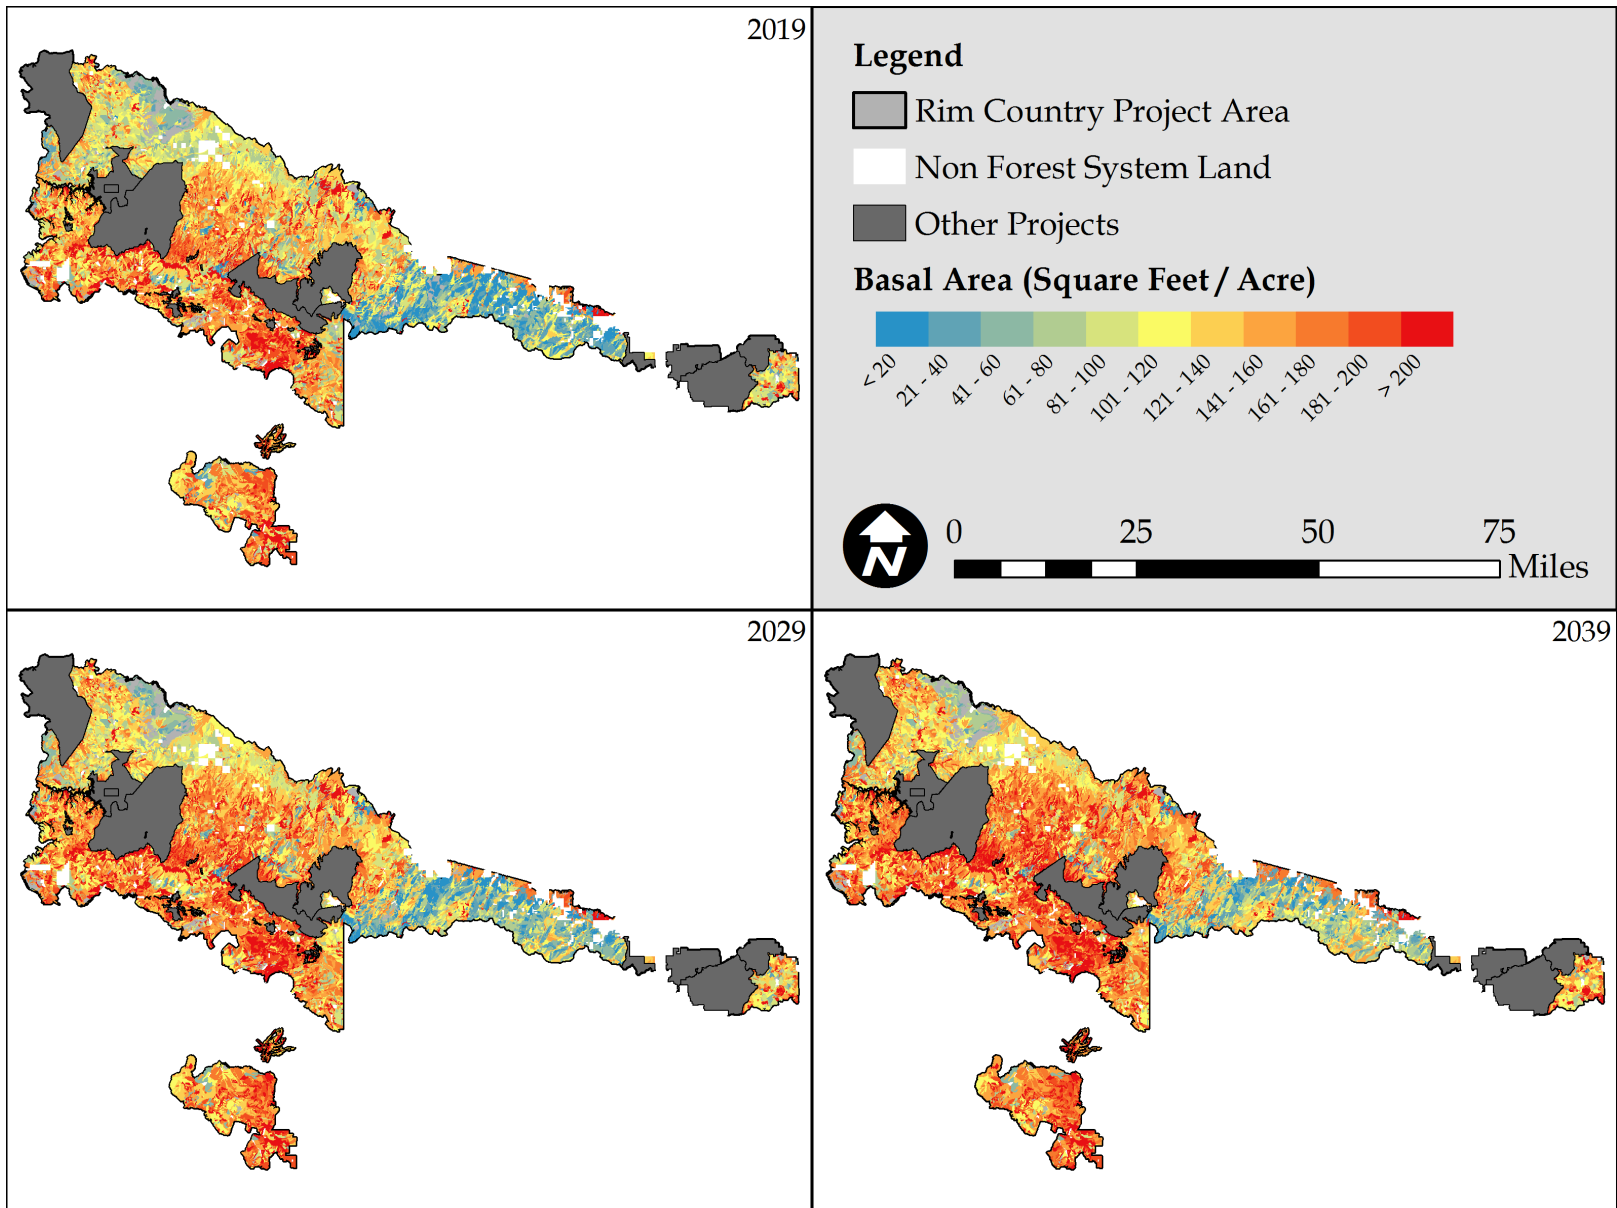 2019
Legend
Rim Country Project Area
Non Forest System Land
Other Projects
Basal Area (Square Feet / Acre)
< 20
21 - 40
41 - 60
61 - 80
81 - 100
101 - 120
121 - 140
141 - 160
161 - 180
181 - 200
> 200
N
0 25 50 75
Miles
2029
2039